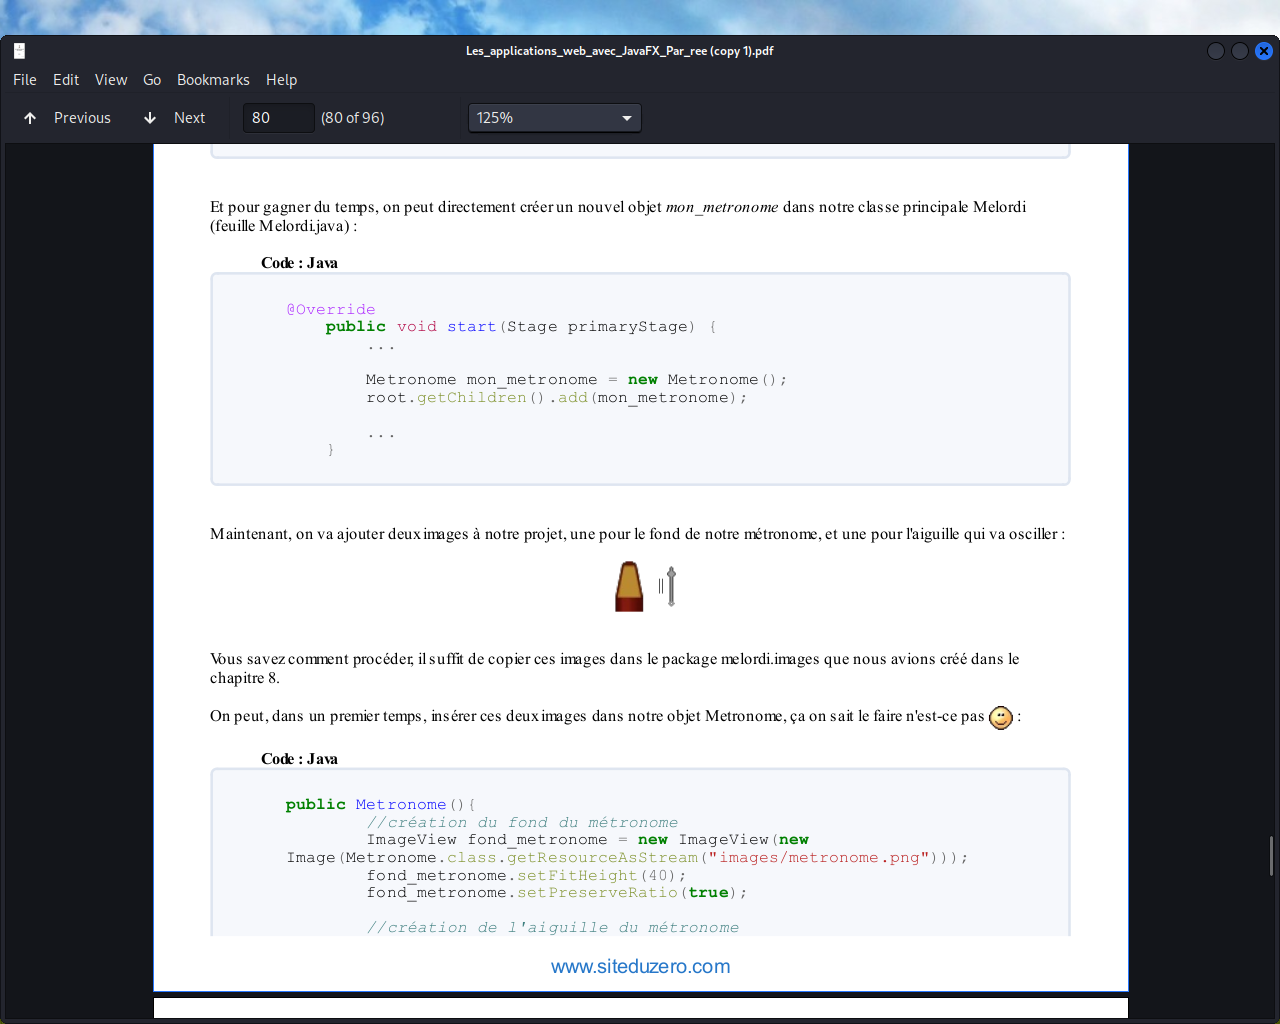 Les_applications_web_avec_JavaFX_Par_ree (copy 1).pdf
File Edit View Go Bookmarks Help
Previous Next 80 (80 of 96) 125%
Et pour gagner du temps, on peut directement créer un nouvel objet mon_metronome dans notre classe principale Melordi
(feuille Melordi.java) :
Code : Java
@Override
public void start(Stage primaryStage) {
...
Metronome mon_metronome = new Metronome();
root.getChildren().add(mon_metronome);
...
}
Maintenant, on va ajouter deux images à notre projet, une pour le fond de notre métronome, et une pour l'aiguille qui va osciller :
||
Vous savez comment procéder, il suffit de copier ces images dans le package melordi.images que nous avions créé dans le
chapitre 8.
On peut, dans un premier temps, insérer ces deux images dans notre objet Metronome, ça on sait le faire n'est-ce pas :
Code : Java
public Metronome(){
//création du fond du métronome
ImageView fond_metronome = new ImageView(new
Image(Metronome.class.getResourceAsStream("images/metronome.png")));
fond_metronome.setFitHeight(40);
fond_metronome.setPreserveRatio(true);
//création de l'aiguille du métronome
www.siteduzero.com